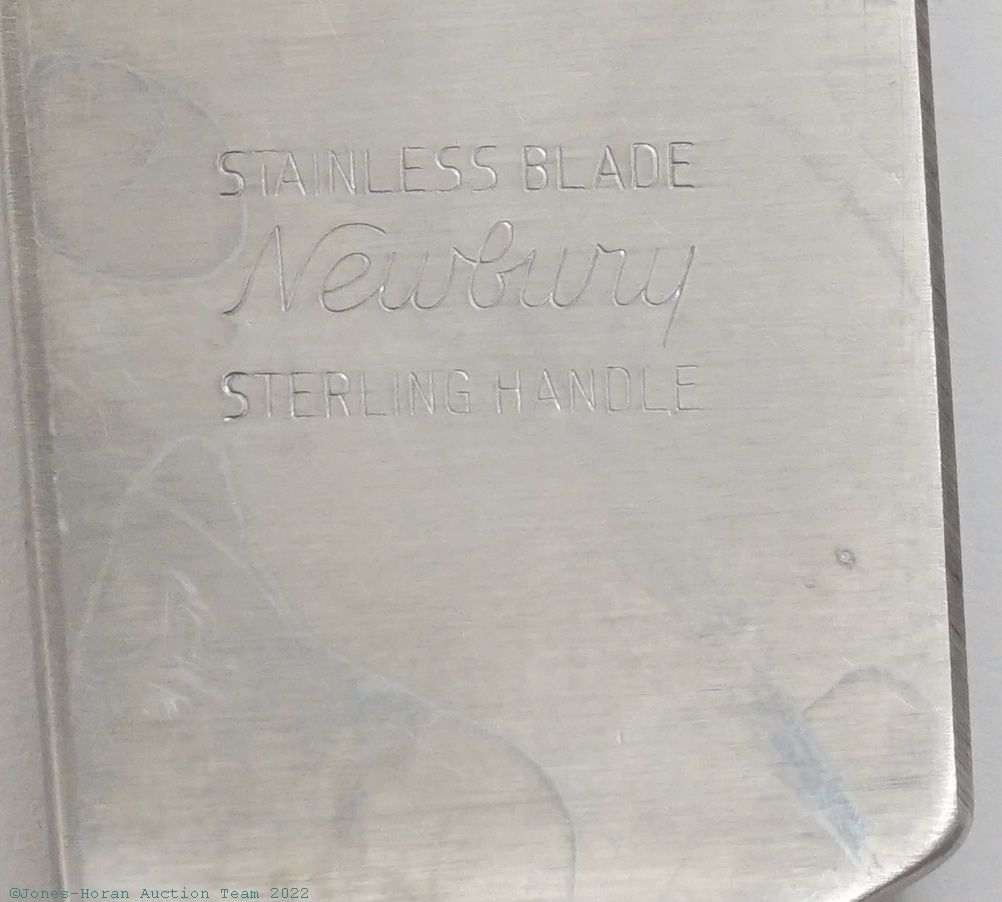 STAINLESS BLADE
Newbury
STERLING HANDLE
©Jones-Horan Auction Team 2022